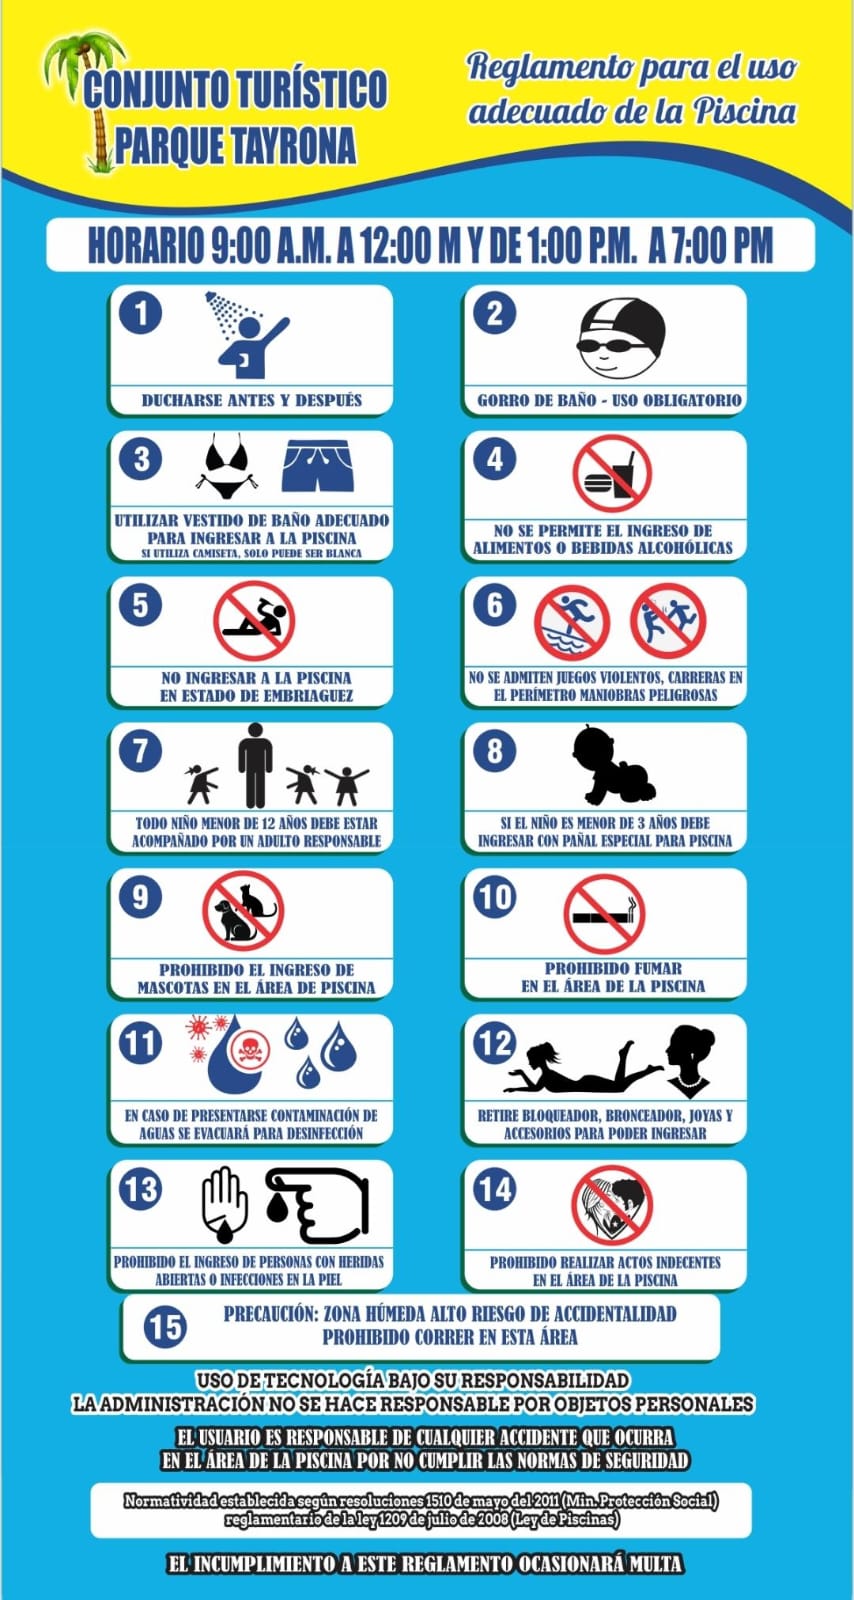 CONJUNTO TURÍSTICO
PARQUE TAYRONA
Reglamento para el uso
adecuado de la Piscina
HORARIO 9:00 A.M. A 12:00 M Y DE 1:00 P.M. A 7:00 PM
1
DUCHARSE ANTES Y DESPUÉS
2
GORRO DE BAÑO - USO OBLIGATORIO
3
UTILIZAR VESTIDO DE BAÑO ADECUADO
PARA INGRESAR A LA PISCINA
SI UTILIZA CAMISETA, SOLO PUEDE SER BLANCA
4
NO SE PERMITE EL INGRESO DE
ALIMENTOS O BEBIDAS ALCOHÓLICAS
5
NO INGRESAR A LA PISCINA
EN ESTADO DE EMBRIAGUEZ
6
NO SE ADMITEN JUEGOS VIOLENTOS, CARRERAS EN
EL PERÍMETRO MANIOBRAS PELIGROSAS
7
TODO NIÑO MENOR DE 12 AÑOS DEBE ESTAR
ACOMPAÑADO POR UN ADULTO RESPONSABLE
8
SI EL NIÑO ES MENOR DE 3 AÑOS DEBE
INGRESAR CON PAÑAL ESPECIAL PARA PISCINA
9
PROHIBIDO EL INGRESO DE
MASCOTAS EN EL ÁREA DE PISCINA
10
PROHIBIDO FUMAR
EN EL ÁREA DE LA PISCINA
11
EN CASO DE PRESENTARSE CONTAMINACIÓN DE
AGUAS SE EVACUARÁ PARA DESINFECCIÓN
12
RETIRE BLOQUEADOR, BRONCEADOR, JOYAS Y
ACCESORIOS PARA PODER INGRESAR
13
PROHIBIDO EL INGRESO DE PERSONAS CON HERIDAS
ABIERTAS O INFECCIONES EN LA PIEL
14
PROHIBIDO REALIZAR ACTOS INDECENTES
EN EL ÁREA DE LA PISCINA
15
PRECAUCIÓN: ZONA HÚMEDA ALTO RIESGO DE ACCIDENTALIDAD
PROHIBIDO CORRER EN ESTA ÁREA
USO DE TECNOLOGÍA BAJO SU RESPONSABILIDAD
LA ADMINISTRACIÓN NO SE HACE RESPONSABLE POR OBJETOS PERSONALES
EL USUARIO ES RESPONSABLE DE CUALQUIER ACCIDENTE QUE OCURRA
EN EL ÁREA DE LA PISCINA POR NO CUMPLIR LAS NORMAS DE SEGURIDAD
Normatividad establecida según resoluciones 1510 de mayo del 2011 (Min. Protección Social)
reglamentario de la ley 1209 de julio de 2008 (Ley de Piscinas)
EL INCUMPLIMIENTO A ESTE REGLAMENTO OCASIONARÁ MULTA